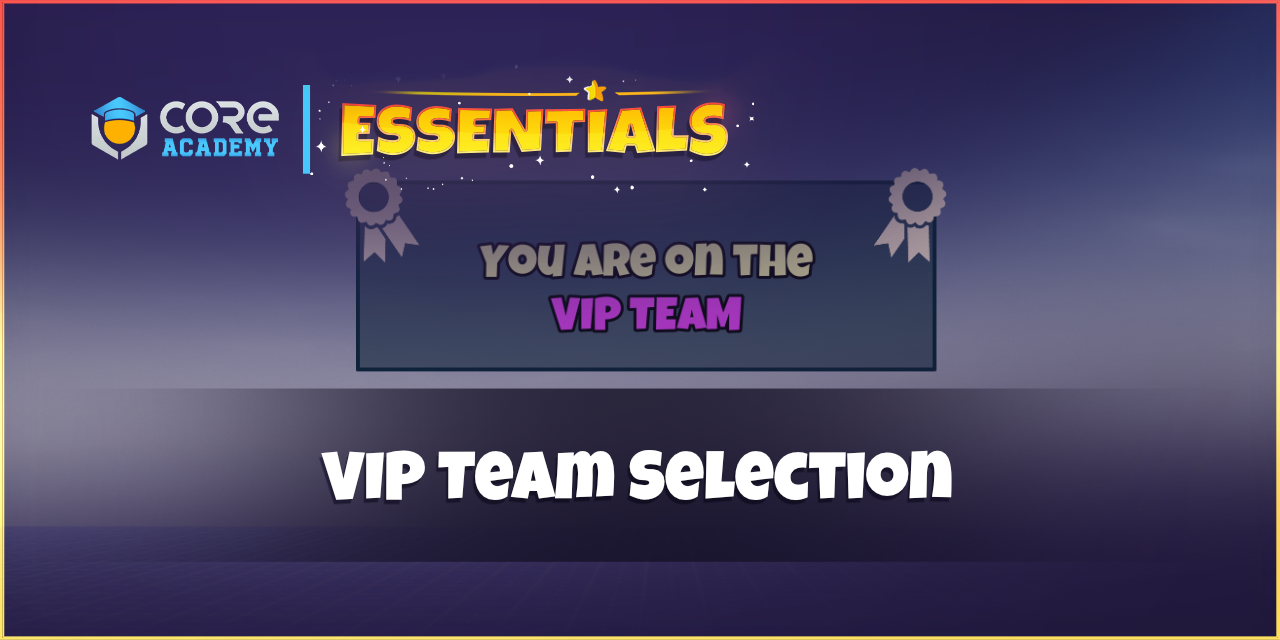 CORE
ACADEMY
ESSENTIALS
YOU ARE ON THE
VIP TEAM
VIP TEAM SELECTION